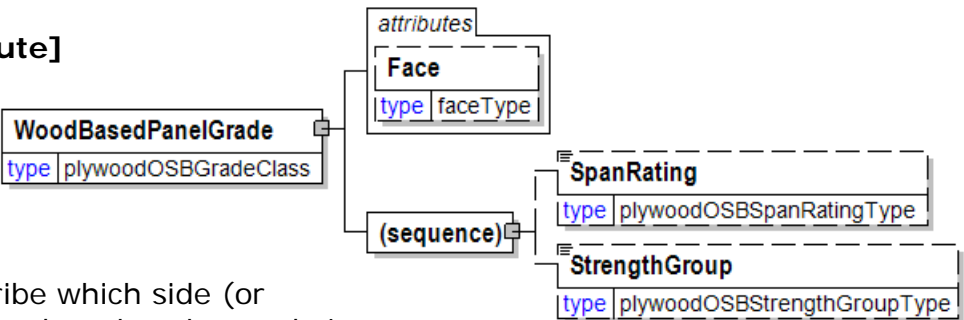 attributes
ute]
Face
type faceType
WoodBasedPanelGrade
type plywoodOSBGradeClass
SpanRating
type plywoodOSBSpanRatingType
(sequence)
StrengthGroup
type plywoodOSBStrengthGroupType
ribe which side (or